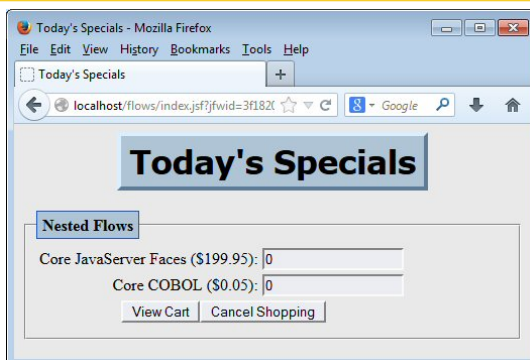 Today's Specials - Mozilla Firefox
File Edit View History Bookmarks Tools Help
Today's Specials +
localhost/flows/index.jsf?jfwid=3f182( Google
Today's Specials
Nested Flows
Core JavaServer Faces ($199.95): 0
Core COBOL ($0.05): 0
View Cart Cancel Shopping